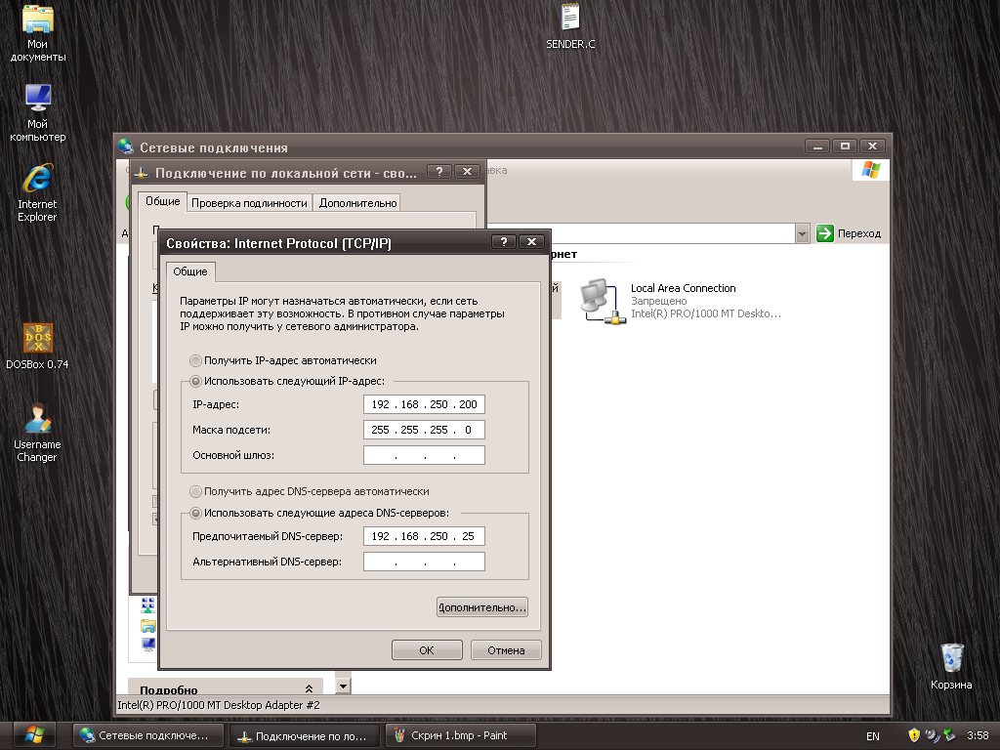 Мои
документы
SENDER.C
Мой
компьютер
Internet
Explorer
DOSBox 0.74
Username
Changer
Сетевые подключения
Подключение по локальной сети - сво...
Общие
Проверка подлинности
Дополнительно
Переход
Свойства: Internet Protocol (TCP/IP)
Общие
Параметры IP могут назначаться автоматически, если сеть
поддерживает эту возможность. В противном случае параметры
IP можно получить у сетевого администратора.
Получить IP-адрес автоматически
Использовать следующий IP-адрес:
IP-адрес: 192 . 168 . 250 . 200
Маска подсети: 255 . 255 . 255 . 0
Основной шлюз: . . .
Получить адрес DNS-сервера автоматически
Использовать следующие адреса DNS-серверов:
Предпочитаемый DNS-сервер: 192 . 168 . 250 . 25
Альтернативный DNS-сервер: . . .
Дополнительно...
ОК
Отмена
Local Area Connection
Запрещено
Intel(R) PRO/1000 MT Deskto...
Подробно
Intel(R) PRO/1000 MT Desktop Adapter #2
Корзина
Сетевые подключе...
Подключение по ло...
Скрин 1.bmp - Paint
EN
3:58